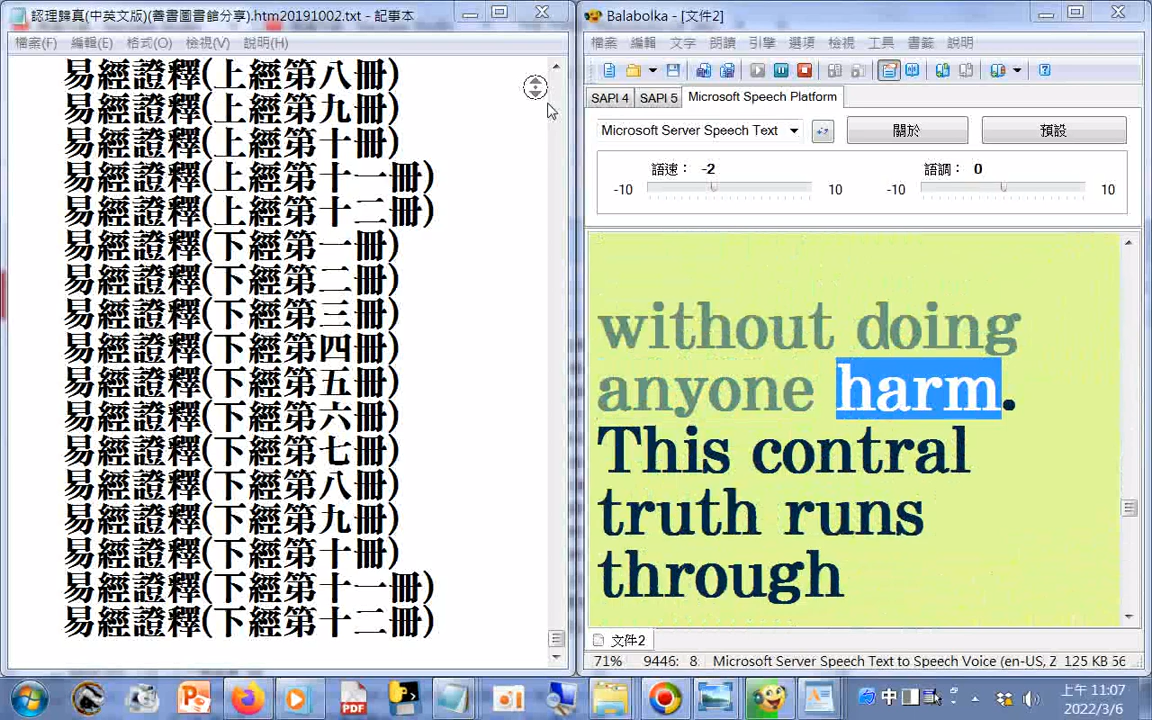 認理歸真(中英文版)(善書圖書館分享).htm20191002.txt - 記事本
檔案(F) 編輯(E) 格式(O) 檢視(V) 說明(H)
易經證釋(上經第八冊)
易經證釋(上經第九冊)
易經證釋(上經第十冊)
易經證釋(上經第十一冊)
易經證釋(上經第十二冊)
易經證釋(下經第一冊)
易經證釋(下經第二冊)
易經證釋(下經第三冊)
易經證釋(下經第四冊)
易經證釋(下經第五冊)
易經證釋(下經第六冊)
易經證釋(下經第七冊)
易經證釋(下經第八冊)
易經證釋(下經第九冊)
易經證釋(下經第十冊)
易經證釋(下經第十一冊)
易經證釋(下經第十二冊)
Balabolka - [文件2]
檔案 編輯 文字 朗讀 引擎 選項 檢視 工具 書籤 說明
SAPI 4 SAPI 5 Microsoft Speech Platform
Microsoft Server Speech Text 關於 預設
語速： -2 語調： 0
-10 10 -10 10
without doing
anyone harm.
This contral
truth runs
through
文件2
71% 9446: 8. Microsoft Server Speech Text to Speech Voice (en-US, Z 125 KB 56
PDF 中 上午 11:07
2022/3/6